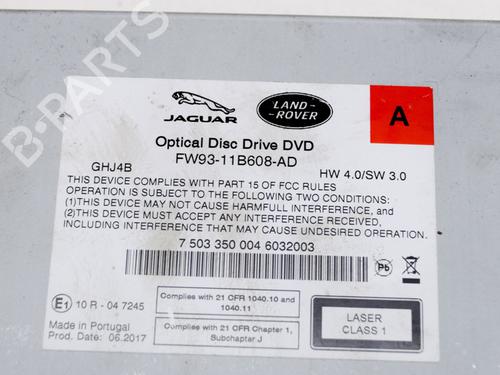 B-PARTS
JAGUAR
LAND-
ROVER
A
Optical Disc Drive DVD
FW93-11B608-AD
GHJ4B
HW 4.0/SW 3.0
THIS DEVICE COMPLIES WITH PART 15 OF FCC RULES
OPERATION IS SUBJECT TO THE FOLLOWING TWO CONDITIONS:
(1)THIS DEVICE MAY NOT CAUSE HARMFULL INTERFERENCE, and
(2)THIS DEVICE MUST ACCEPT ANY INTERFERENCE RECEIVED,
INCLUDING INTERFERENCE THAT MAY CAUSE UNDESIRED OPERATION.
7 503 350 004 6032003
Pb
E1 10 R - 04 7245
Made in Portugal
Prod. Date: 06.2017
Complies with 21 CFR 1040.10 and
1040.11
Complies with 21 CFR Chapter 1,
Subchapter J
LASER
CLASS 1